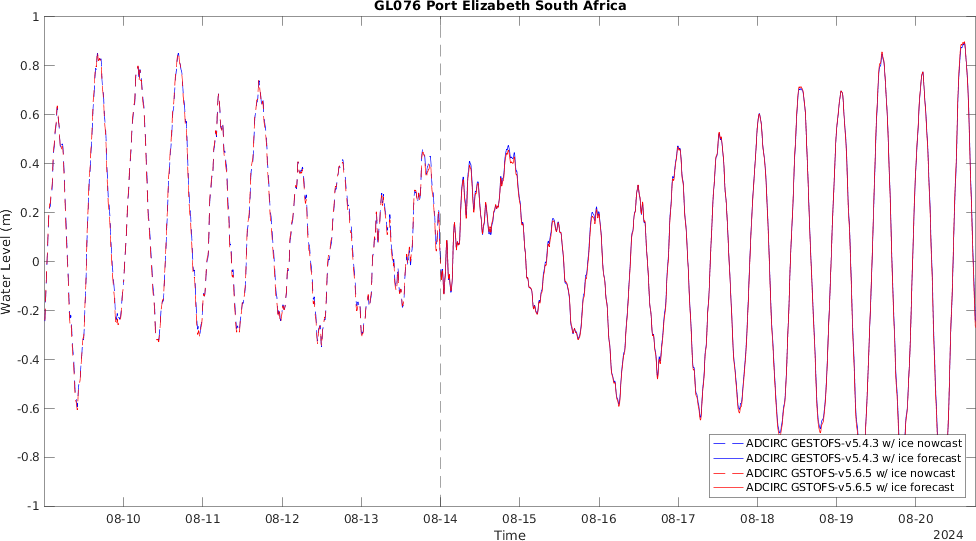 GL076 Port Elizabeth South Africa
1
0.8
0.6
0.4
0.2
0
-0.2
-0.4
-0.6
-0.8
-1
Water Level (m)
ADCIRC GESTOFS-v5.4.3 w/ ice nowcast
ADCIRC GESTOFS-v5.4.3 w/ ice forecast
ADCIRC GSTOFS-v5.6.5 w/ ice nowcast
ADCIRC GSTOFS-v5.6.5 w/ ice forecast
08-10 08-11 08-12 08-13 08-14 08-15 08-16 08-17 08-18 08-19 08-20
Time
2024